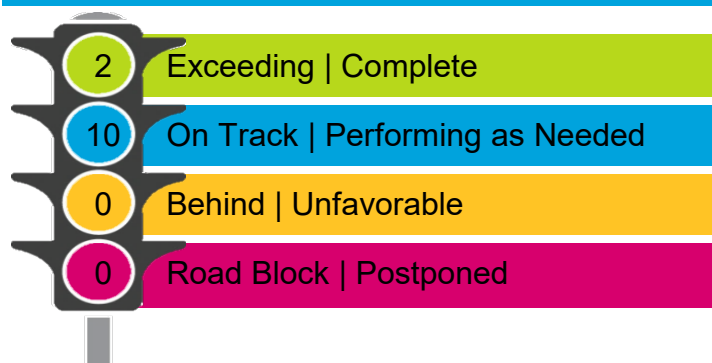 2 Exceeding | Complete
10 On Track | Performing as Needed
0 Behind | Unfavorable
0 Road Block | Postponed